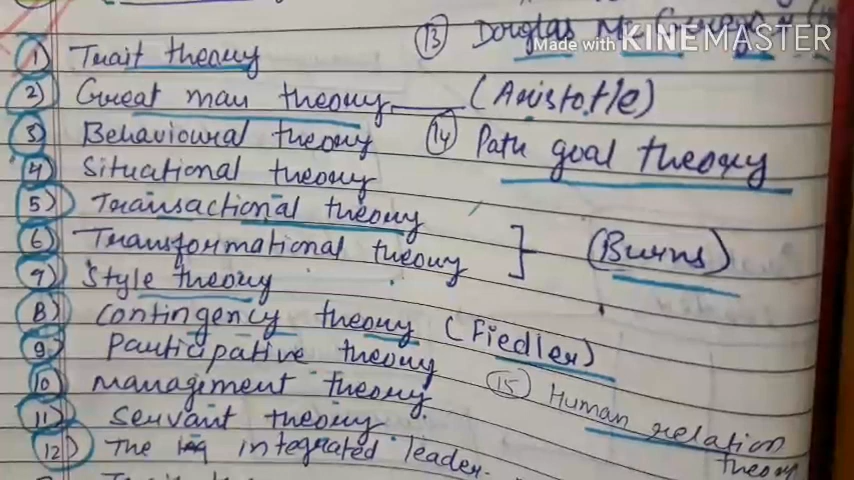 ⑬ Douglas Mc
Made with KINEMASTER
① Trait theory
② Great man theory ——— (Aristotle)
③ Behavioural theory
⑭ Path goal theory
④ Situational theory
⑤ Transactional theory
⑥ Transformational theory } (Burns)
⑦ Style theory
⑧ Contingency theory (Fiedler)
⑨ Participative theory
⑩ management theory.
⑮ Human relation theory
⑪ servant theory
⑫ The integrated leader.